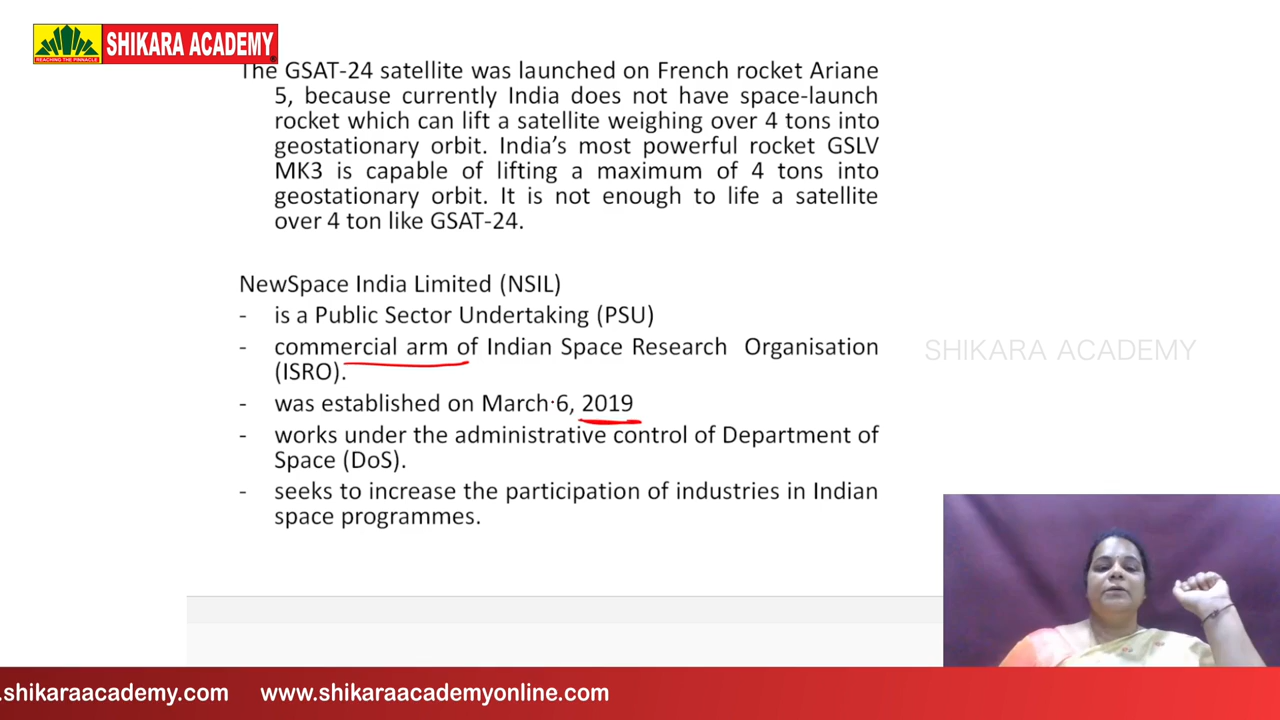 SHIKARA ACADEMY
REACHING THE PINNACLE
The GSAT-24 satellite was launched on French rocket Ariane
5, because currently India does not have space-launch
rocket which can lift a satellite weighing over 4 tons into
geostationary orbit. India's most powerful rocket GSLV
MK3 is capable of lifting a maximum of 4 tons into
geostationary orbit. It is not enough to life a satellite
over 4 ton like GSAT-24.
NewSpace India Limited (NSIL)
- is a Public Sector Undertaking (PSU)
- commercial arm of Indian Space Research Organisation
(ISRO).
- was established on March 6, 2019
- works under the administrative control of Department of
Space (DoS).
- seeks to increase the participation of industries in Indian
space programmes.
SHIKARA ACADEMY
.shikaraacademy.com www.shikaraacademyonline.com